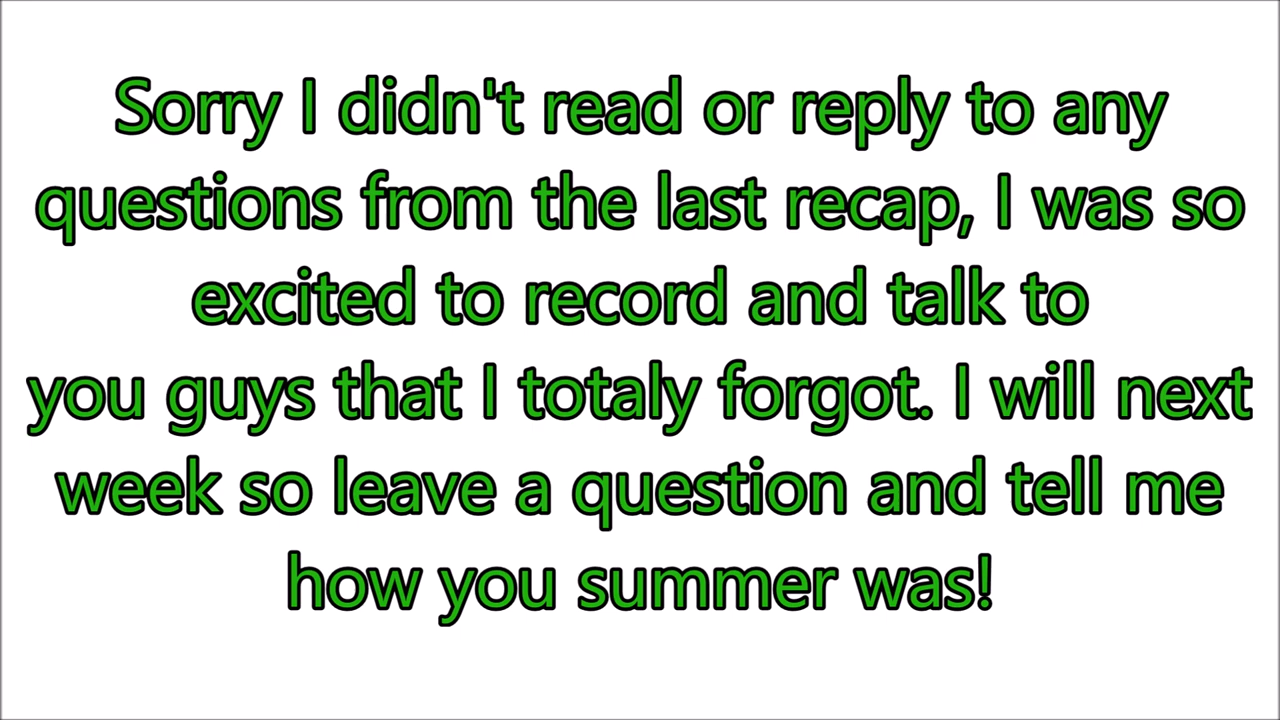 Sorry I didn't read or reply to any
questions from the last recap, I was so
excited to record and talk to
you guys that I totaly forgot. I will next
week so leave a question and tell me
how you summer was!